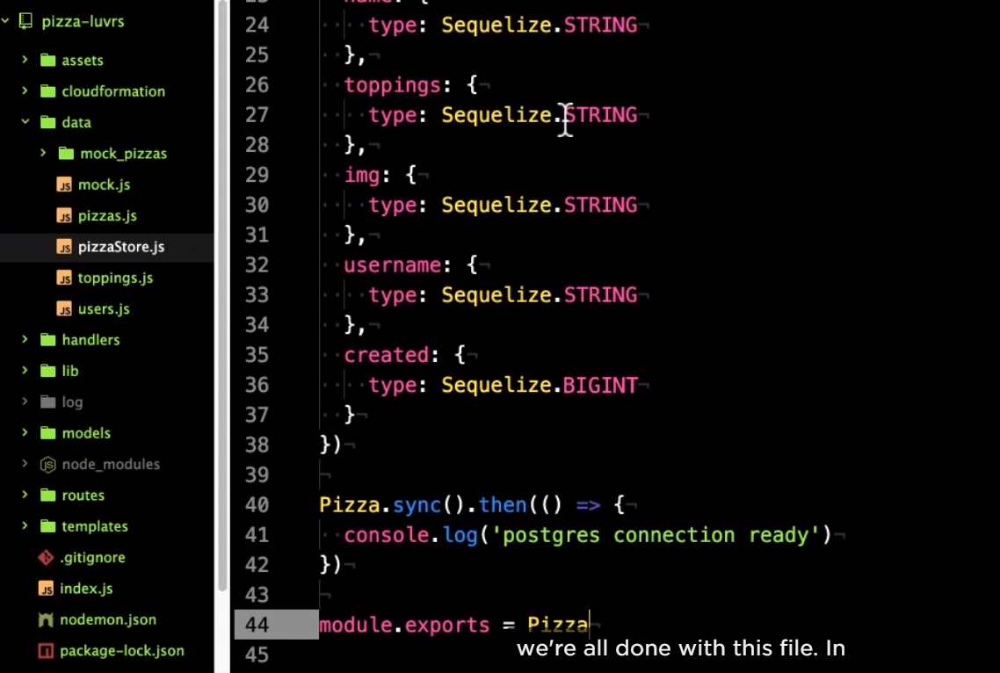 pizza-luvrs
assets
cloudformation
data
mock_pizzas
mock.js
pizzas.js
pizzaStore.js
toppings.js
users.js
handlers
lib
log
models
node_modules
routes
templates
.gitignore
index.js
nodemon.json
package-lock.json
24 type: Sequelize.STRING
25 },
26 toppings: {
27 type: Sequelize.STRING
28 },
29 img: {
30 type: Sequelize.STRING
31 },
32 username: {
33 type: Sequelize.STRING
34 },
35 created: {
36 type: Sequelize.BIGINT
37 }
38 })
39
40 Pizza.sync().then(() => {
41 console.log('postgres connection ready')
42 })
43
44 module.exports = Pizza
45
we're all done with this file. In